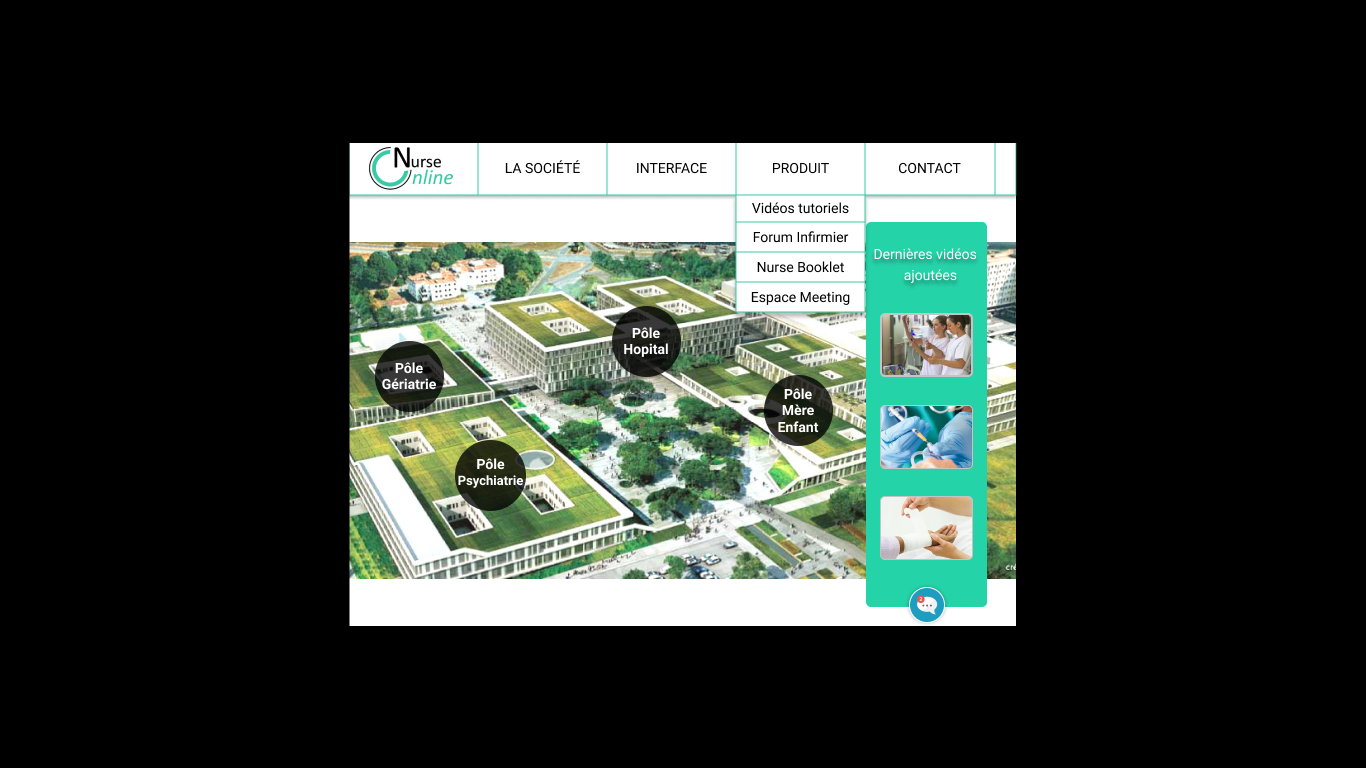 Nurse
Online
LA SOCIÉTÉ
INTERFACE
PRODUIT
CONTACT
Vidéos tutoriels
Forum Infirmier
Nurse Booklet
Espace Meeting
Dernières vidéos
ajoutées
Pôle
Hopital
Pôle
Gériatrie
Pôle
Mère
Enfant
Pôle
Psychiatrie